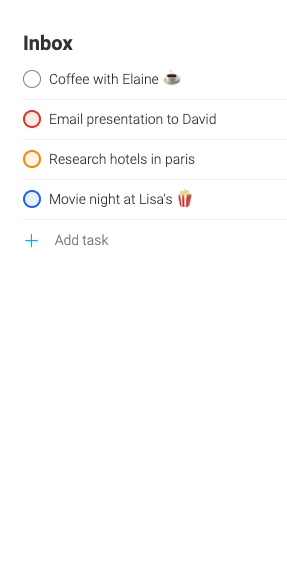 Inbox
Coffee with Elaine ☕
Email presentation to David
Research hotels in paris
Movie night at Lisa's 🍿
Add task